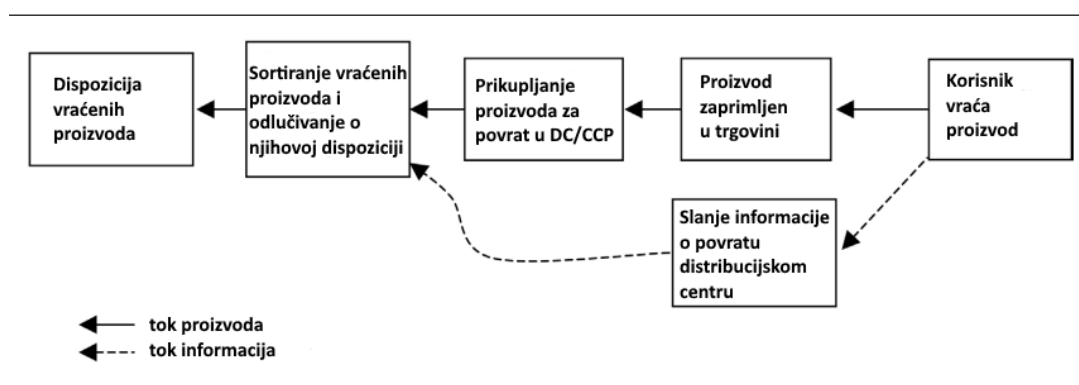 Dispozicija
vraćenih
proizvoda
Sortiranje vraćenih
proizvoda i
odlučivanje o
njihovoj dispoziciji
Prikupljanje
proizvoda za
povrat u DC/CCP
Proizvod
zaprimljen
u trgovini
Korisnik
vraća
proizvod
Slanje informacije
o povratu
distribucijskom
centru
tok proizvoda
tok informacija